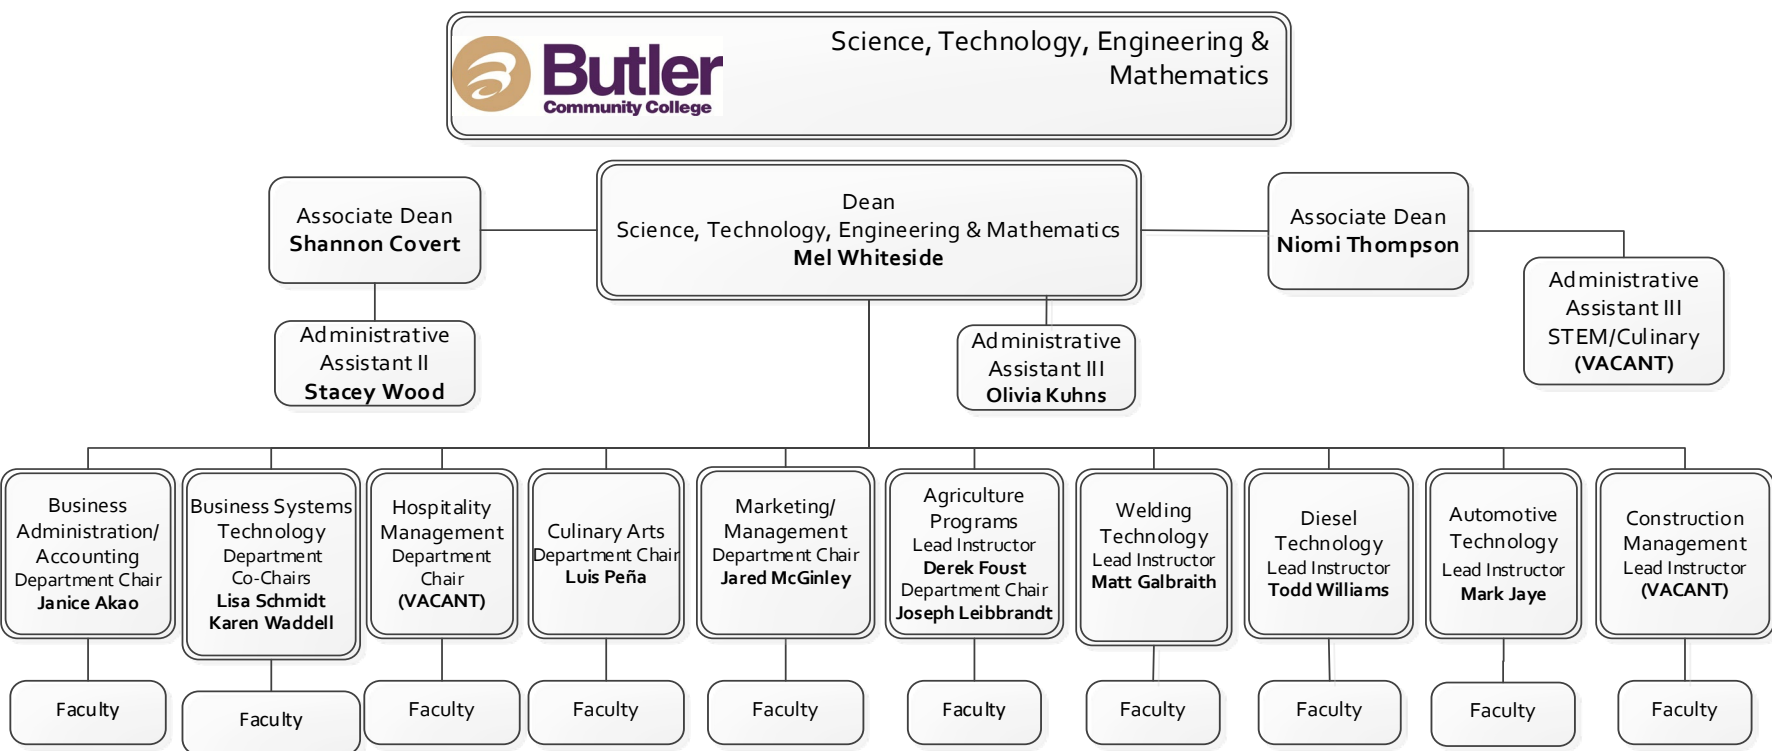 Butler
Community College
Science, Technology, Engineering &
Mathematics
Associate Dean
Shannon Covert
Dean
Science, Technology, Engineering & Mathematics
Mel Whiteside
Associate Dean
Niomi Thompson
Administrative
Assistant III
STEM/Culinary
(VACANT)
Administrative
Assistant II
Stacey Wood
Administrative
Assistant III
Olivia Kuhns
Business
Administration/
Accounting
Department Chair
Janice Akao
Business Systems
Technology
Department
Co-Chairs
Lisa Schmidt
Karen Waddell
Hospitality
Management
Department
Chair
(VACANT)
Culinary Arts
Department Chair
Luis Peña
Marketing/
Management
Department Chair
Jared McGinley
Agriculture
Programs
Lead Instructor
Derek Foust
Department Chair
Joseph Leibbrandt
Welding
Technology
Lead Instructor
Matt Galbraith
Diesel
Technology
Lead Instructor
Todd Williams
Automotive
Technology
Lead Instructor
Mark Jaye
Construction
Management
Lead Instructor
(VACANT)
Faculty
Faculty
Faculty
Faculty
Faculty
Faculty
Faculty
Faculty
Faculty
Faculty